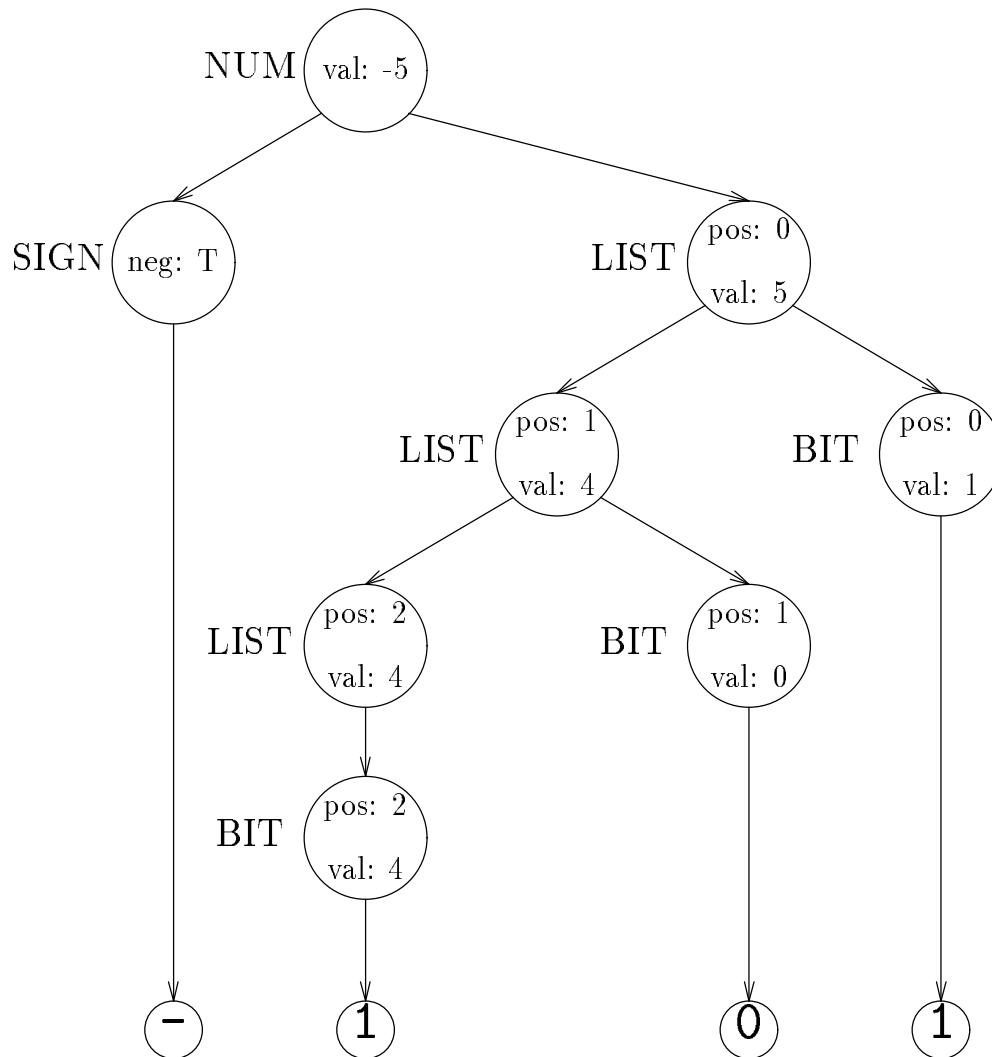 NUM
val: -5
SIGN
neg: T
LIST
pos: 0
val: 5
LIST
pos: 1
val: 4
BIT
pos: 0
val: 1
LIST
pos: 2
val: 4
BIT
pos: 1
val: 0
BIT
pos: 2
val: 4
-
1
0
1